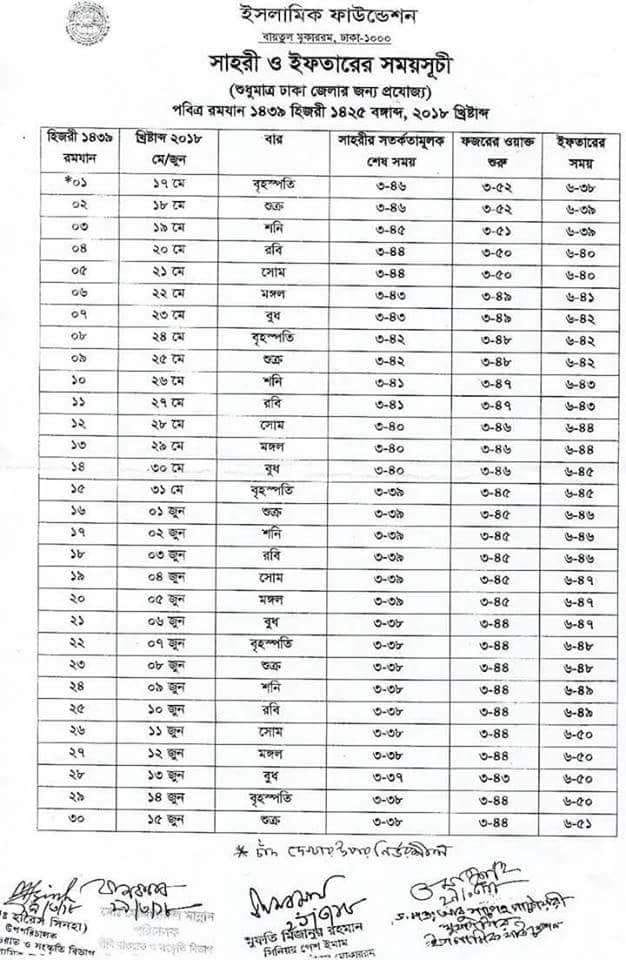 ইসলামিক ফাউন্ডেশন
বায়তুল মুকাররম, ঢাকা-১০০০
সাহরী ও ইফতারের সময়সূচী
(শুধুমাত্র ঢাকা জেলার জন্য প্রযোজ্য)
পবিত্র রমযান ১৪৩৯ হিজরী ১৪২৫ বঙ্গাব্দ, ২০১৮ খ্রিষ্টাব্দ
হিজরী ১৪৩৯ রমযান খ্রিষ্টাব্দ ২০১৮ মে/জুন বার সাহরীর সতর্কতামূলক শেষ সময় ফজরের ওয়াক্ত শুরু ইফতারের সময়
*০১ ১৭ মে বৃহস্পতি ৩-৪৬ ৩-৫২ ৬-৩৮
০২ ১৮ মে শুক্র ৩-৪৬ ৩-৫২ ৬-৩৯
০৩ ১৯ মে শনি ৩-৪৫ ৩-৫১ ৬-৩৯
০৪ ২০ মে রবি ৩-৪৪ ৩-৫০ ৬-৪০
০৫ ২১ মে সোম ৩-৪৪ ৩-৫০ ৬-৪০
০৬ ২২ মে মঙ্গল ৩-৪৩ ৩-৪৯ ৬-৪১
০৭ ২৩ মে বুধ ৩-৪৩ ৩-৪৯ ৬-৪২
০৮ ২৪ মে বৃহস্পতি ৩-৪২ ৩-৪৮ ৬-৪২
০৯ ২৫ মে শুক্র ৩-৪২ ৩-৪৮ ৬-৪২
১০ ২৬ মে শনি ৩-৪১ ৩-৪৭ ৬-৪৩
১১ ২৭ মে রবি ৩-৪১ ৩-৪৭ ৬-৪৩
১২ ২৮ মে সোম ৩-৪০ ৩-৪৬ ৬-৪৪
১৩ ২৯ মে মঙ্গল ৩-৪০ ৩-৪৬ ৬-৪৪
১৪ ৩০ মে বুধ ৩-৪০ ৩-৪৬ ৬-৪৫
১৫ ৩১ মে বৃহস্পতি ৩-৩৯ ৩-৪৫ ৬-৪৫
১৬ ০১ জুন শুক্র ৩-৩৯ ৩-৪৫ ৬-৪৬
১৭ ০২ জুন শনি ৩-৩৯ ৩-৪৫ ৬-৪৬
১৮ ০৩ জুন রবি ৩-৩৯ ৩-৪৫ ৬-৪৬
১৯ ০৪ জুন সোম ৩-৩৯ ৩-৪৫ ৬-৪৭
২০ ০৫ জুন মঙ্গল ৩-৩৯ ৩-৪৫ ৬-৪৭
২১ ০৬ জুন বুধ ৩-৩৮ ৩-৪৪ ৬-৪৭
২২ ০৭ জুন বৃহস্পতি ৩-৩৮ ৩-৪৪ ৬-৪৮
২৩ ০৮ জুন শুক্র ৩-৩৮ ৩-৪৪ ৬-৪৮
২৪ ০৯ জুন শনি ৩-৩৮ ৩-৪৪ ৬-৪৯
২৫ ১০ জুন রবি ৩-৩৮ ৩-৪৪ ৬-৪৯
২৬ ১১ জুন সোম ৩-৩৮ ৩-৪৪ ৬-৫০
২৭ ১২ জুন মঙ্গল ৩-৩৮ ৩-৪৪ ৬-৫০
২৮ ১৩ জুন বুধ ৩-৩৭ ৩-৪৩ ৬-৫০
২৯ ১৪ জুন বৃহস্পতি ৩-৩৮ ৩-৪৪ ৬-৫০
৩০ ১৫ জুন শুক্র ৩-৩৮ ৩-৪৪ ৬-৫১
* চাঁদ দেখার উপর নির্ভরশীল
হারেস সিনহা)
উপপরিচালক
ও সংস্কৃতি বিভাগ
মুফতি মিজানুর রহমান
সিনিয়র পেশ ইমাম